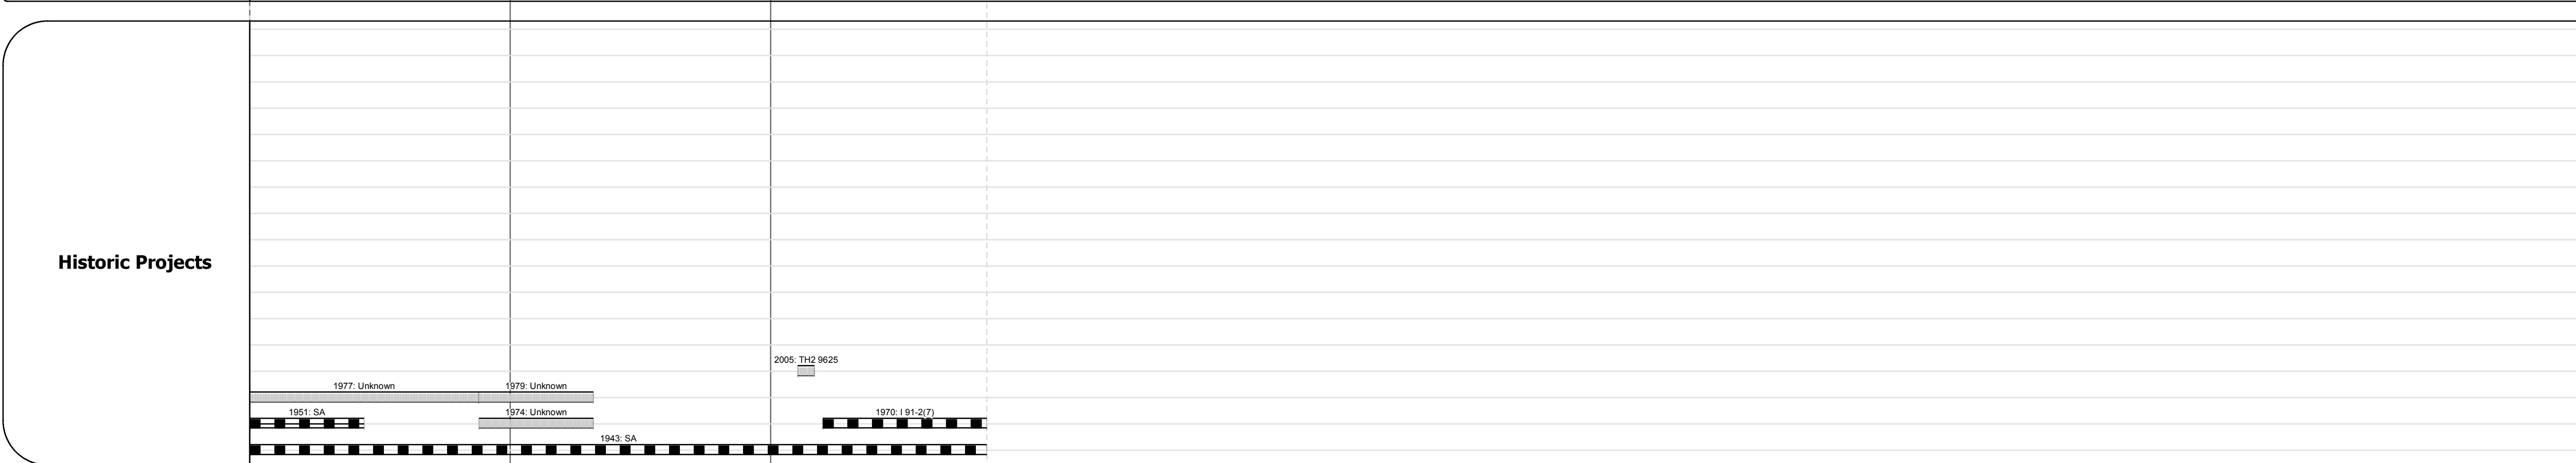 Historic Projects
2005: TH2 9625
1977: Unknown
1979: Unknown
1951: SA
1974: Unknown
1970: I 91-2(7)
1943: SA